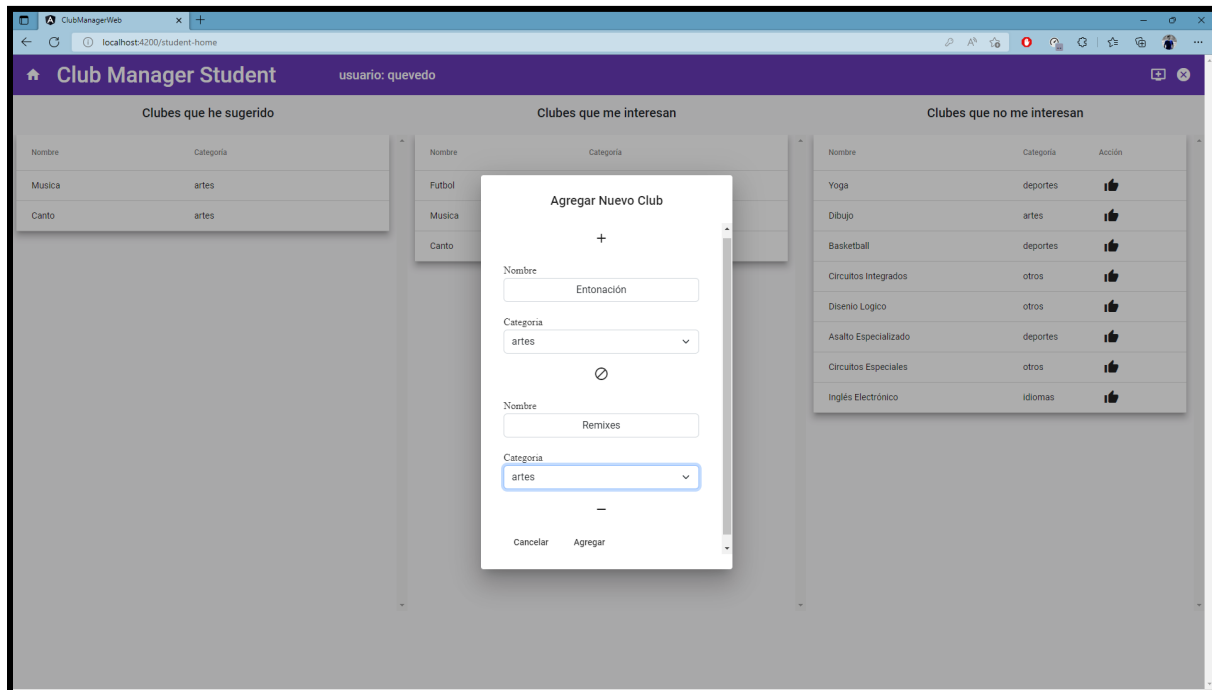 ClubManagerWeb
localhost:4200/student-home
Club Manager Student usuario: quevedo
Clubes que he sugerido
Nombre Categoría
Musica artes
Canto artes
Clubes que me interesan
Nombre Categoría
Futbol
Musica
Canto
Clubes que no me interesan
Nombre Categoría Acción
Yoga deportes
Dibujo artes
Basketball deportes
Circuitos Integrados otros
Disenio Logico otros
Asalto Especializado deportes
Circuitos Especiales otros
Inglés Electrónico idiomas
Agregar Nuevo Club
Nombre
Entonación
Categoria
artes
Nombre
Remixes
Categoria
artes
Cancelar Agregar